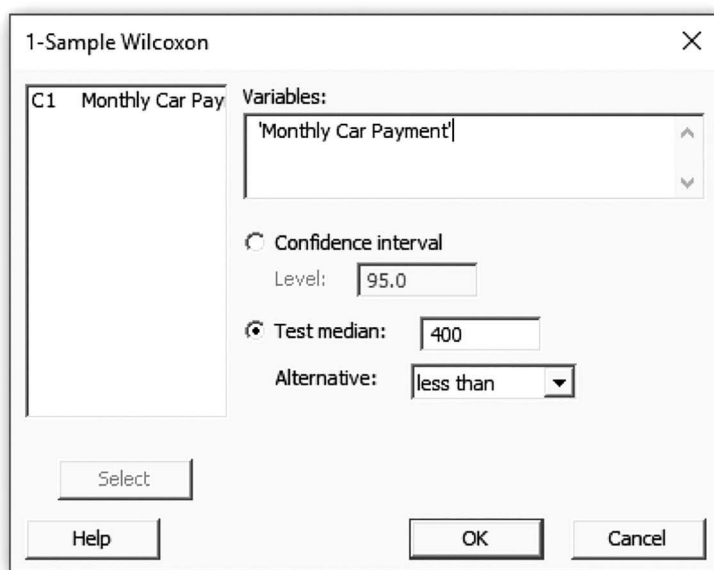 1-Sample Wilcoxon
C1 Monthly Car Pay
Variables:
'Monthly Car Payment'
Confidence interval
Level: 95.0
Test median: 400
Alternative: less than
Select
Help OK Cancel